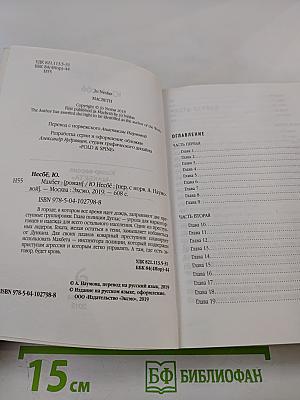 УДК 821.113.5-31
ББК 84(4Нор)-44
Н55
Jo Nesbø
MACBETH
Copyright © Jo Nesbø 2018
First published as Macbeth by Jo Nesbø
The Author has asserted the right to be identified as the Author of the Work
Перевод с норвежского Анастасии Наумовой
Разработка серии и оформление обложки
Александр Кудрявцев, студия графического дизайна
«FOLD & SPINE»
Несбё, Ю.
Н55 Макбет : [роман] / Ю Несбё ; [пер. с норв. А. Наумовой]. — Москва : Эксмо, 2019. — 608 с.
ISBN 978-5-04-102798-8
В городе, в котором все время идет дождь,
УДК 821.113.5-31
ББК 84(4Нор)-44
© А. Наумова, перевод на русский язык, 2019
© Издание на русском языке, оформление.
ООО «Издательство «Эксмо», 2019
ISBN 978-5-04-102798-8
ОГЛАВЛЕНИЕ
ЧАСТЬ ПЕРВАЯ
Глава 1
Глава 2
Глава 3
Глава 4
Глава 5
Глава 6
Глава 7
Глава 8
Глава 9
ЧАСТЬ ВТОРАЯ
Глава 10
Глава 11
Глава 12
Глава 13
Глава 14
Глава 15
Глава 16
Глава 17
Глава 18
Глава 19
15 см
БФ БИБЛИОФАН